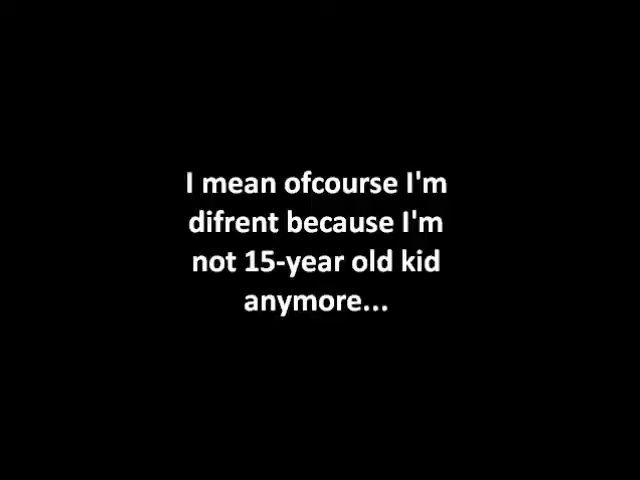 I mean ofcourse I'm
difrent because I'm
not 15-year old kid
anymore...